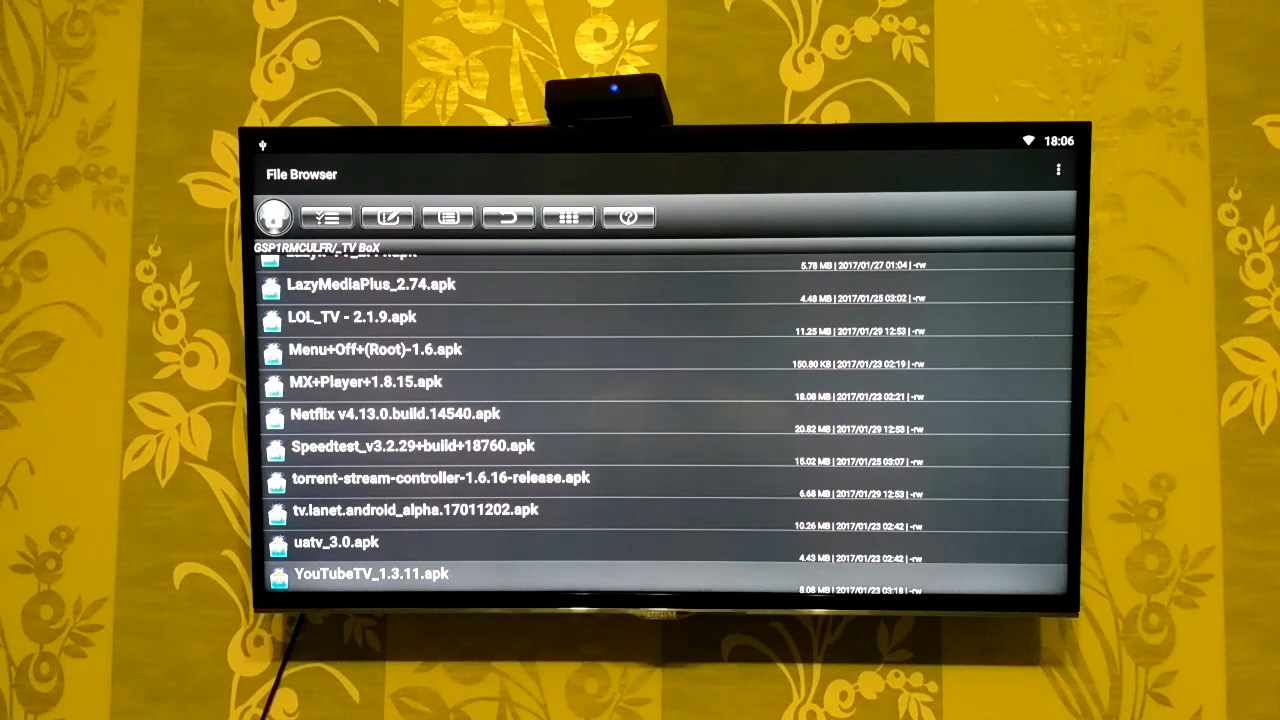 18:06
File Browser
GSP1RMCULFR/_TV BoX
5.78 MB | 2017/01/27 01:04 | -rw
LazyMediaPlus_2.74.apk
4.48 MB | 2017/01/25 03:02 | -rw
LOL_TV - 2.1.9.apk
11.25 MB | 2017/01/29 12:53 | -rw
Menu+Off+(Root)-1.6.apk
150.80 KB | 2017/01/23 02:19 | -rw
MX+Player+1.8.15.apk
18.08 MB | 2017/01/23 02:21 | -rw
Netflix v4.13.0.build.14540.apk
20.82 MB | 2017/01/29 12:53 | -rw
Speedtest_v3.2.29+build+18760.apk
15.02 MB | 2017/01/25 03:07 | -rw
torrent-stream-controller-1.6.16-release.apk
6.68 MB | 2017/01/29 12:53 | -rw
tv.lanet.android_alpha.17011202.apk
10.26 MB | 2017/01/23 02:42 | -rw
uatv_3.0.apk
4.43 MB | 2017/01/23 02:42 | -rw
YouTubeTV_1.3.11.apk
8.08 MB | 2017/01/23 03:18 | -rw